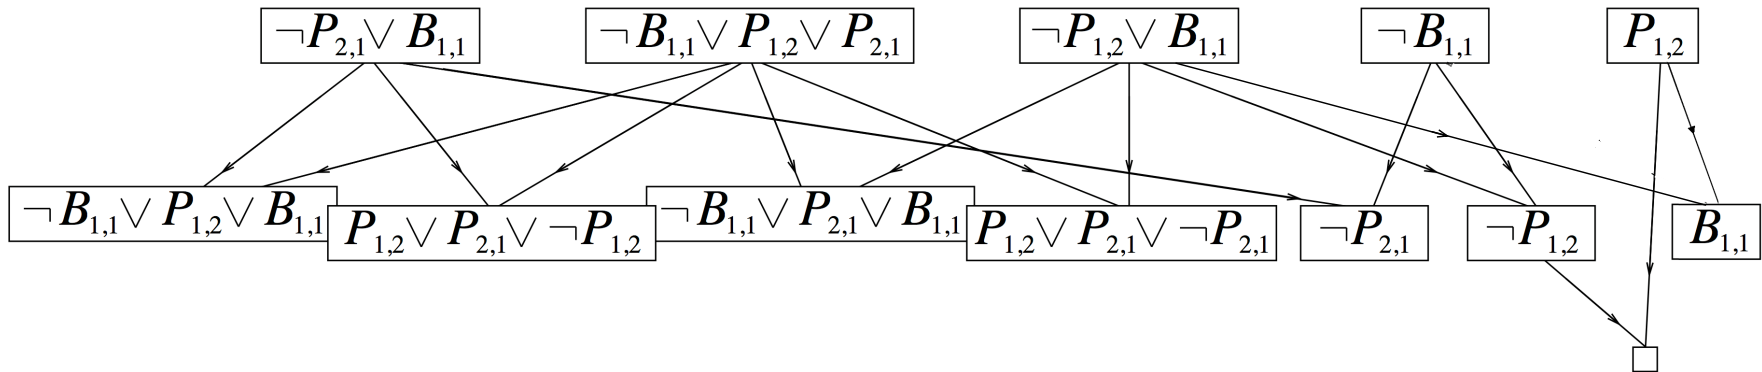 ¬P2,1 ∨ B1,1
¬B1,1 ∨ P1,2 ∨ P2,1
¬P1,2 ∨ B1,1
¬B1,1
P1,2
¬B1,1 ∨ P1,2 ∨ B1,1
P1,2 ∨ P2,1 ∨ ¬P1,2
¬B1,1 ∨ P2,1 ∨ B1,1
P1,2 ∨ P2,1 ∨ ¬P2,1
¬P2,1
¬P1,2
B1,1